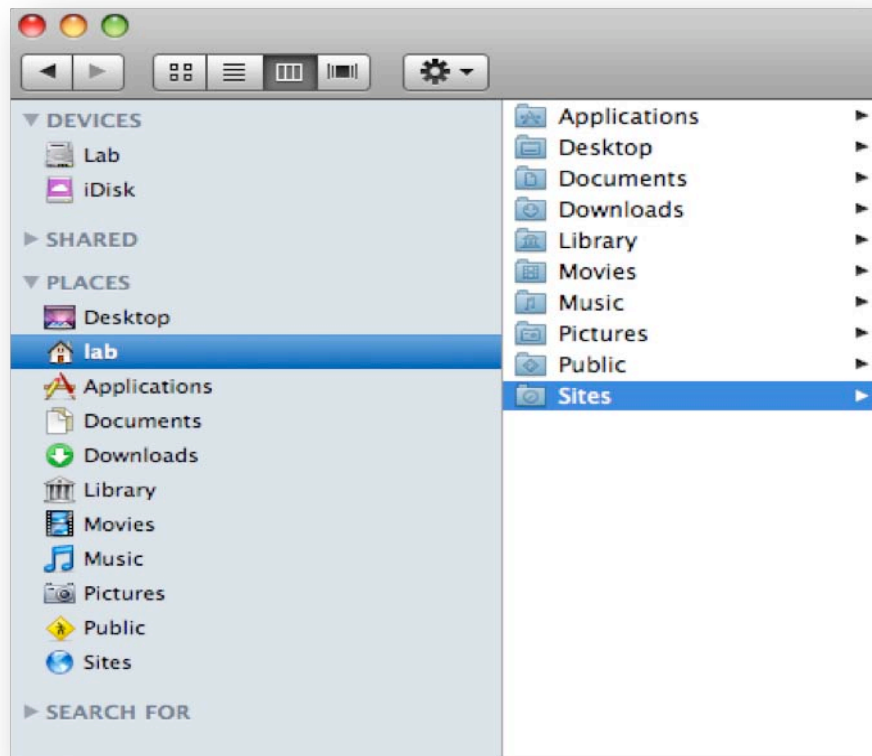 DEVICES
Lab
iDisk
SHARED
PLACES
Desktop
lab
Applications
Documents
Downloads
Library
Movies
Music
Pictures
Public
Sites
SEARCH FOR
Applications
Desktop
Documents
Downloads
Library
Movies
Music
Pictures
Public
Sites